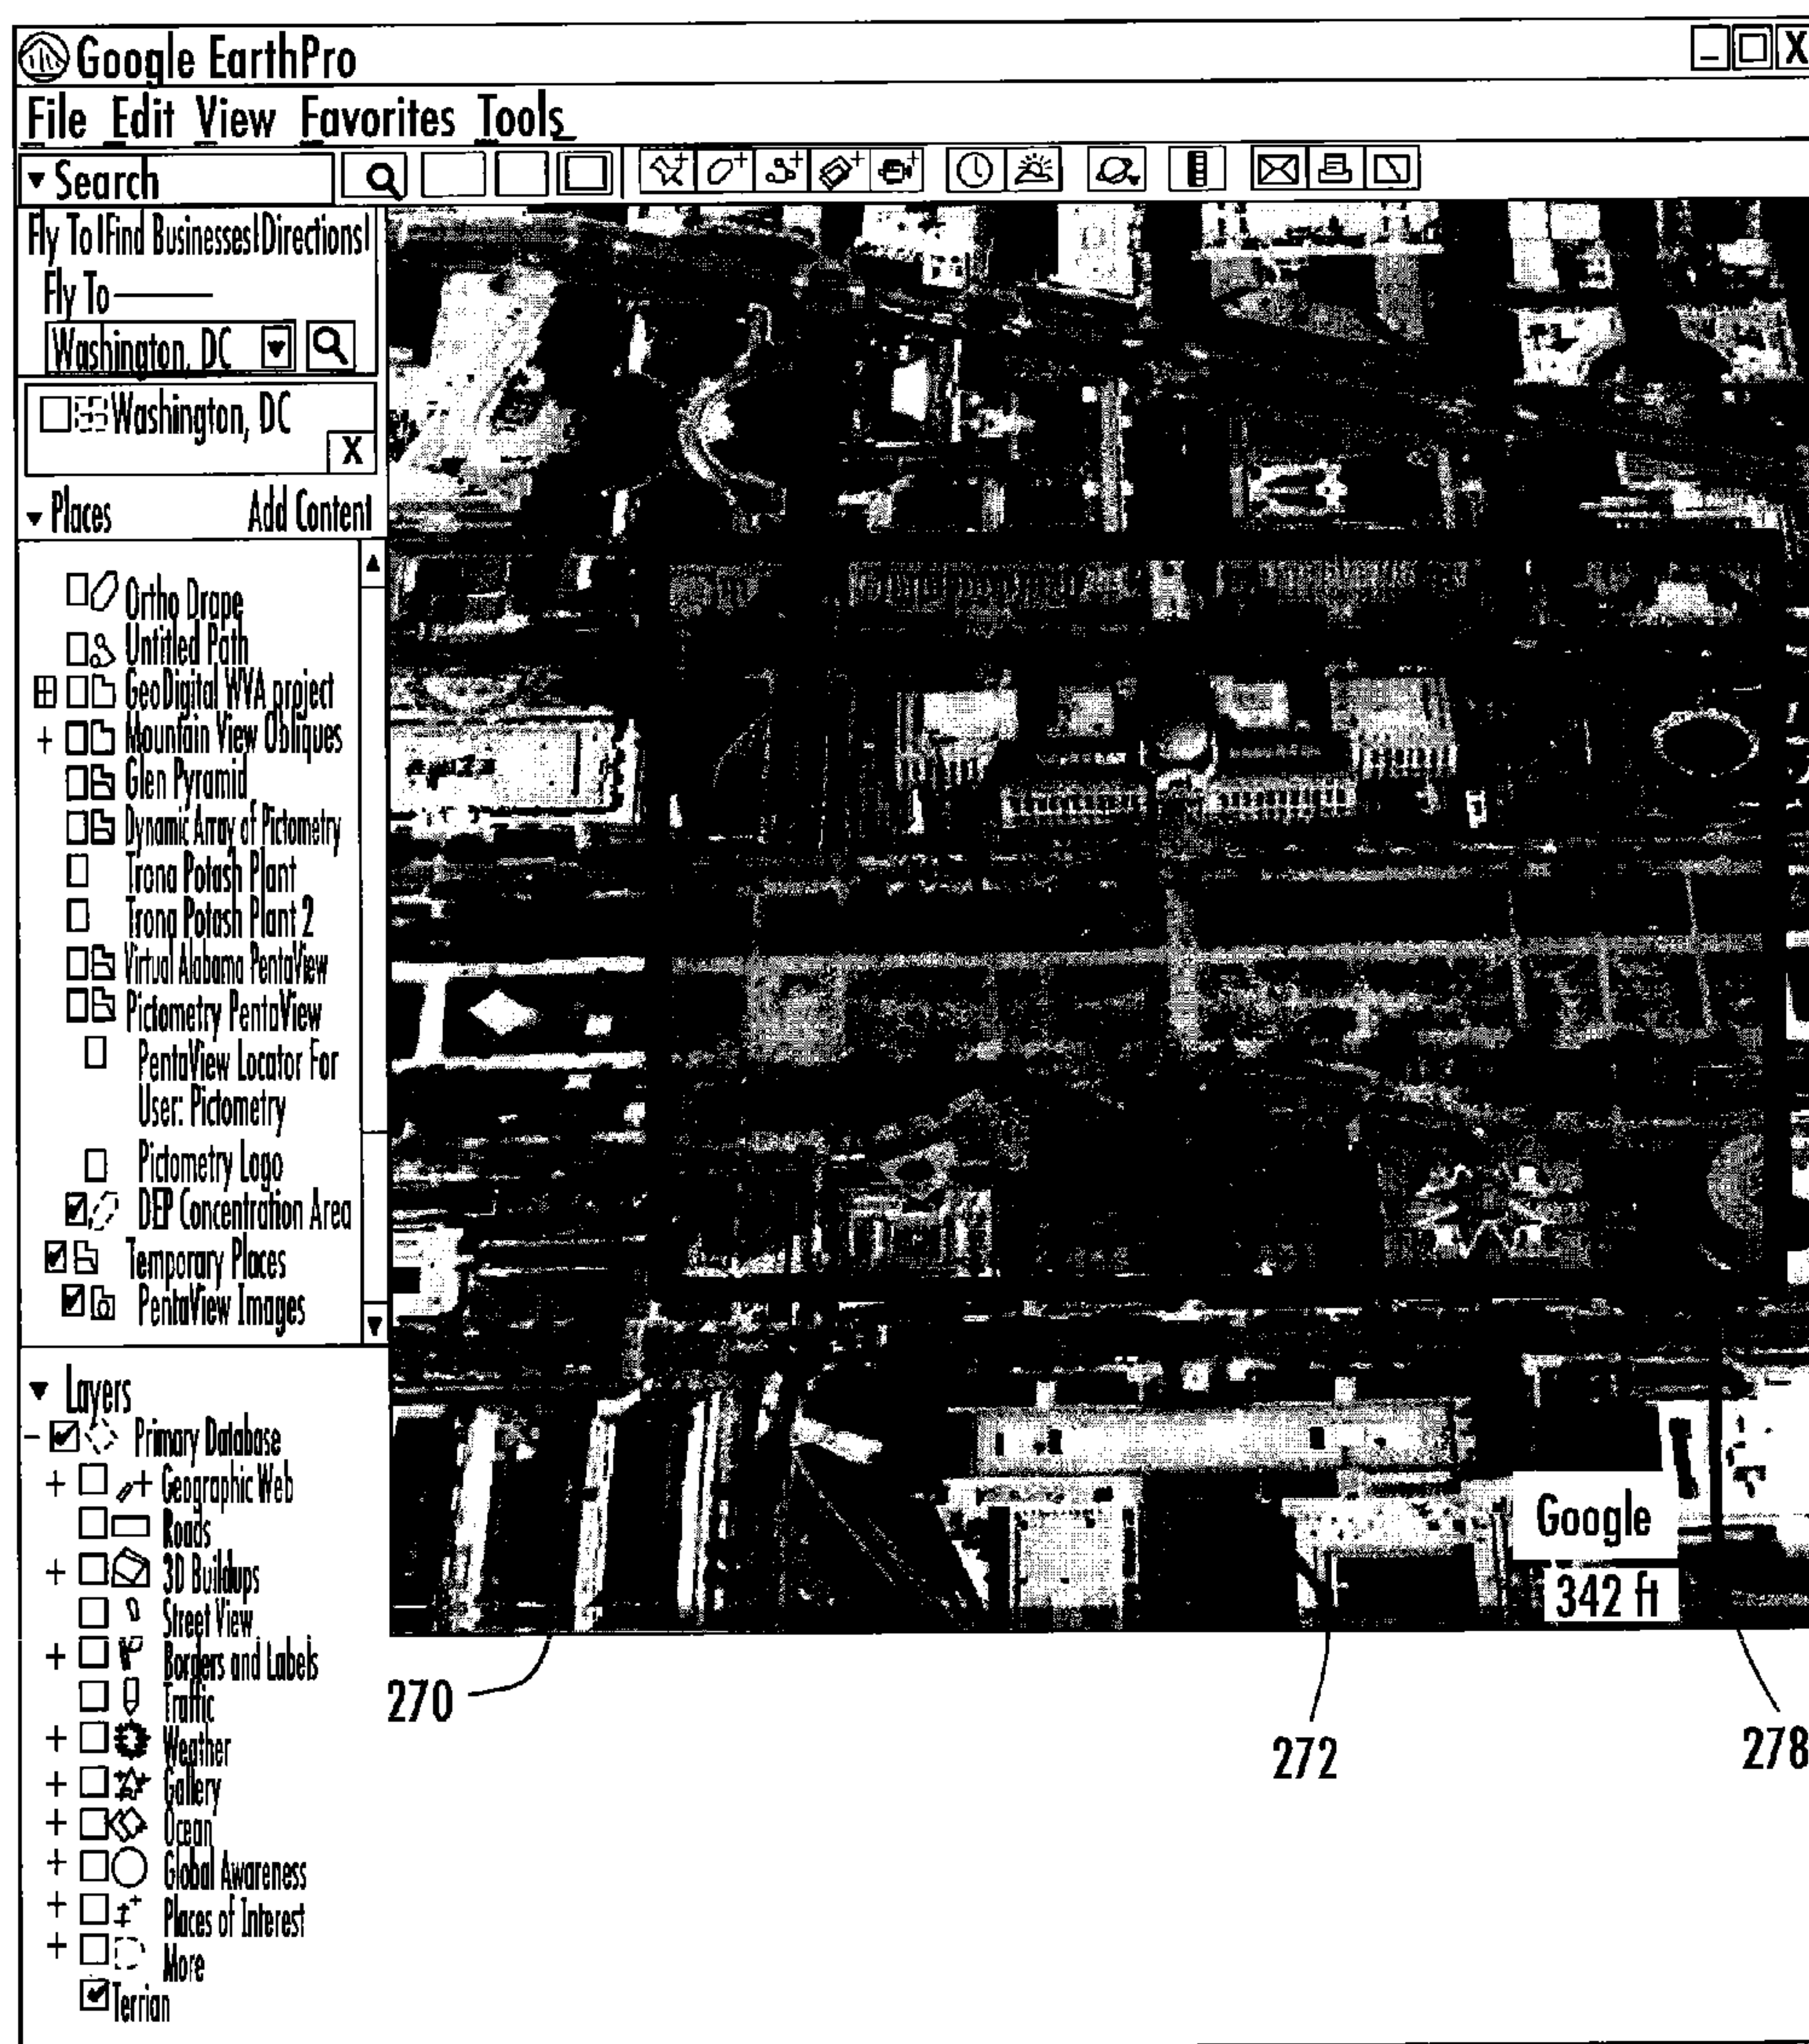 Google EarthPro
File Edit View Favorites Tools
Search
Fly To Find Businesses Directions
Fly To
Washington, DC
Washington, DC
X
Places Add Content
Ortho Drape
Untitled Path
GeoDigital WVA project
Mountain View Obliques
Glen Pyramid
Dynamic Array of Pictometry
Trona Potash Plant
Trona Potash Plant 2
Virtual Alabama PentaView
Pictometry PentaView
PentaView Locator For
User: Pictometry
Pictometry Logo
DEP Concentration Area
Temporary Places
PentaView Images
Layers
Primary Database
Geographic Web
Roads
3D Buildups
Street View
Borders and Labels
Traffic
Weather
Gallery
Ocean
Global Awareness
Places of Interest
More
Terrian
Google
342 ft
270
272
278